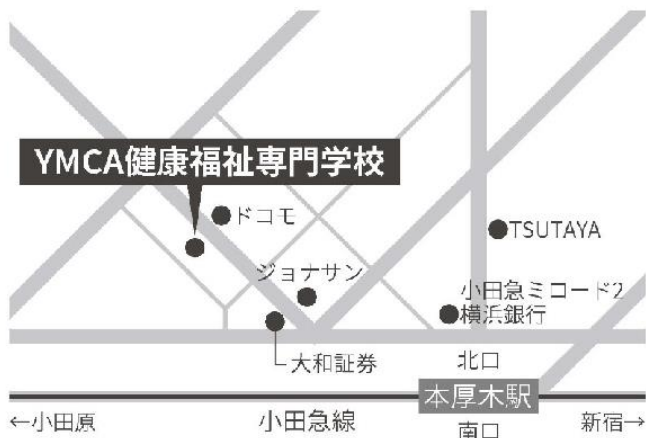 YMCA健康福祉専門学校
ドコモ
TSUTAYA
ジョナサン
小田急ミロード2
横浜銀行
大和証券
北口
本厚木駅
←小田原
小田急線
南口
新宿→